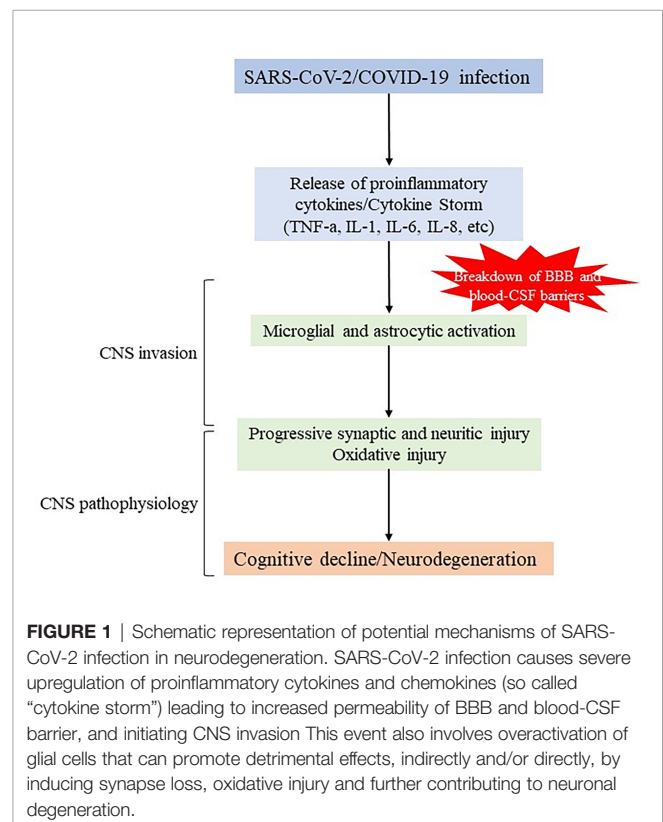 SARS-CoV-2/COVID-19 infection
Release of proinflammatory
cytokines/Cytokine Storm
(TNF-a, IL-1, IL-6, IL-8, etc)
Breakdown of BBB and
blood-CSF barriers
Microglial and astrocytic activation
CNS invasion
Progressive synaptic and neuritic injury
Oxidative injury
CNS pathophysiology
Cognitive decline/Neurodegeneration
FIGURE 1 | Schematic representation of potential mechanisms of SARS-
CoV-2 infection in neurodegeneration. SARS-CoV-2 infection causes severe
upregulation of proinflammatory cytokines and chemokines (so called
“cytokine storm”) leading to increased permeability of BBB and blood-CSF
barrier, and initiating CNS invasion This event also involves overactivation of
glial cells that can promote detrimental effects, indirectly and/or directly, by
inducing synapse loss, oxidative injury and further contributing to neuronal
degeneration.